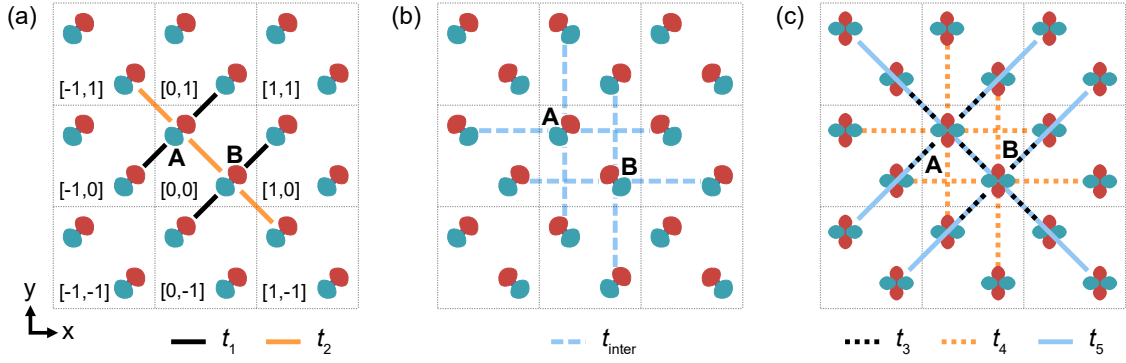 (a)
[-1,1] [0,1] [1,1]
A B
[-1,0] [0,0] [1,0]
[-1,-1] [0,-1] [1,-1]
y
x
t1 t2
(b)
A
B
tinter
(c)
A B
t3 t4 t5